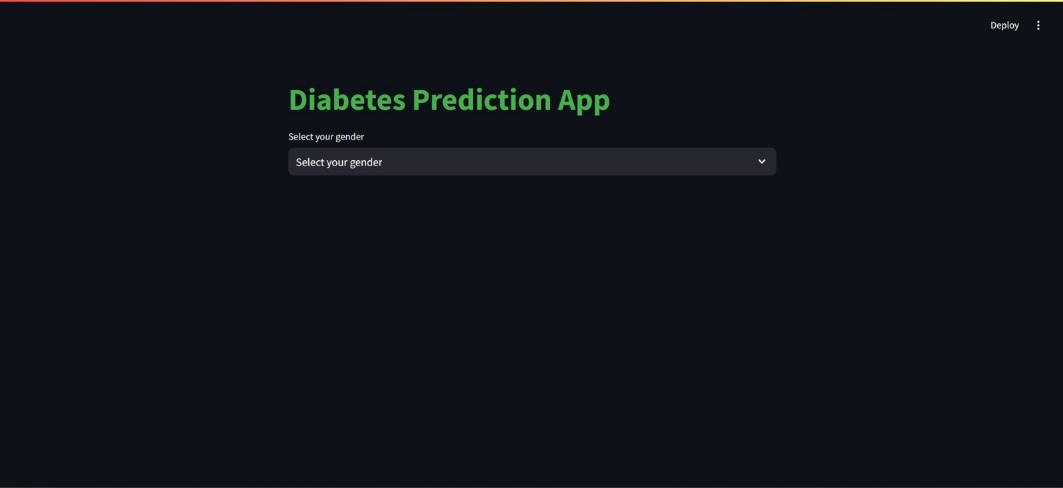 Deploy
Diabetes Prediction App
Select your gender
Select your gender